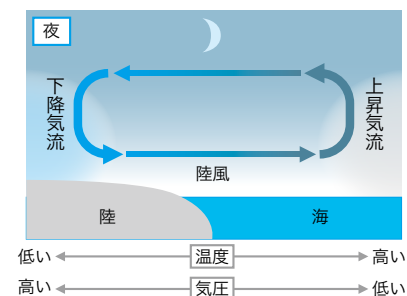 夜
下降気流
上昇気流
陸風
陸
海
低い 温度 高い
高い 気圧 低い